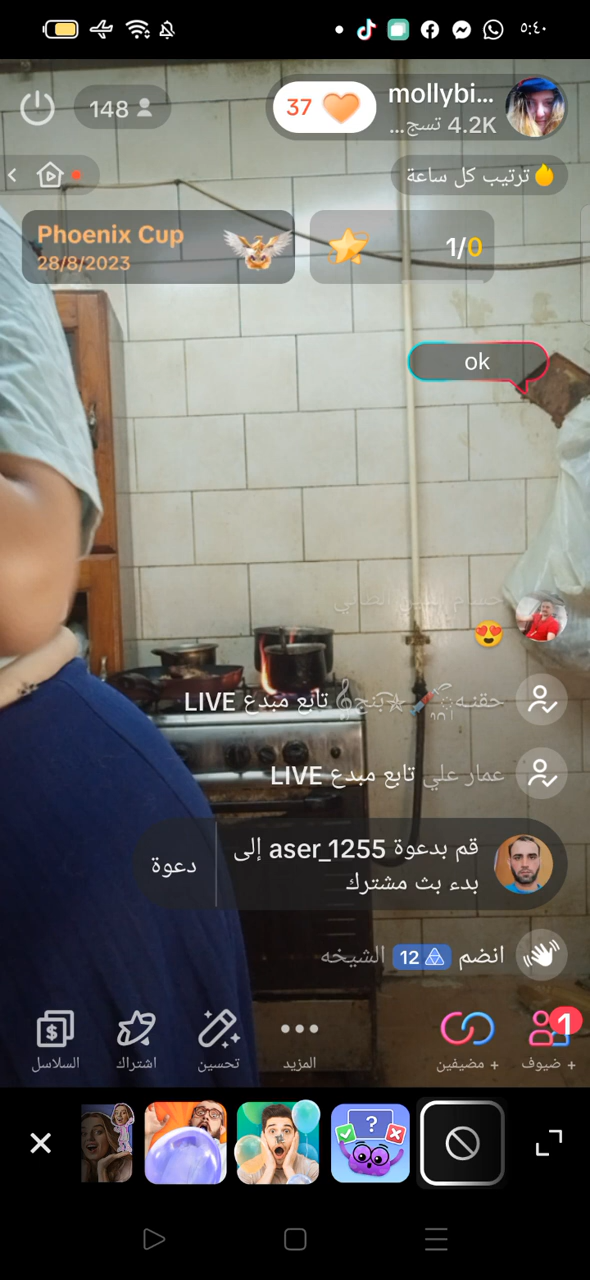 ٥:٤٠
mollybi...
4.2K تسج...
37
148
ترتيب كل ساعة
Phoenix Cup
28/8/2023
1/0
ok
تابع مبدع LIVE
عمار علي تابع مبدع LIVE
قم بدعوة aser_1255 إلى
بدء بث مشترك
دعوة
انضم 12 الشيخه
1
+ ضيوف
+ مضيفين
المزيد
تحسين
اشتراك
السلاسل
?